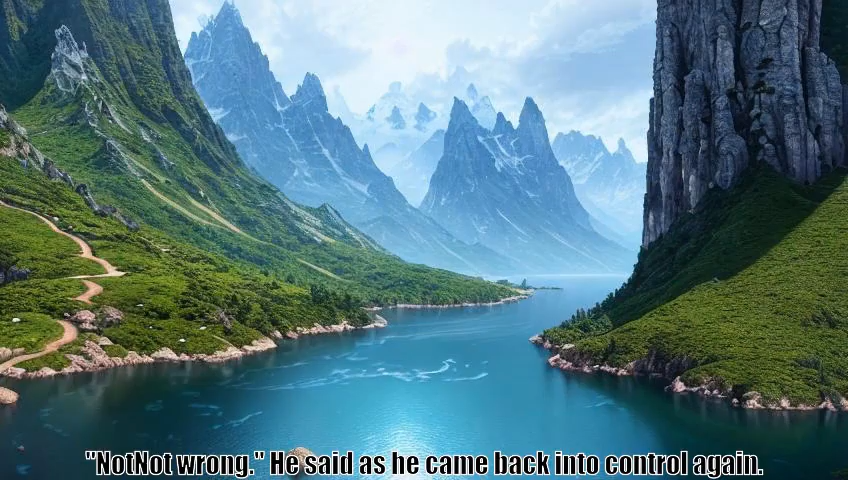 "NotNot wrong." He said as he came back into control again.